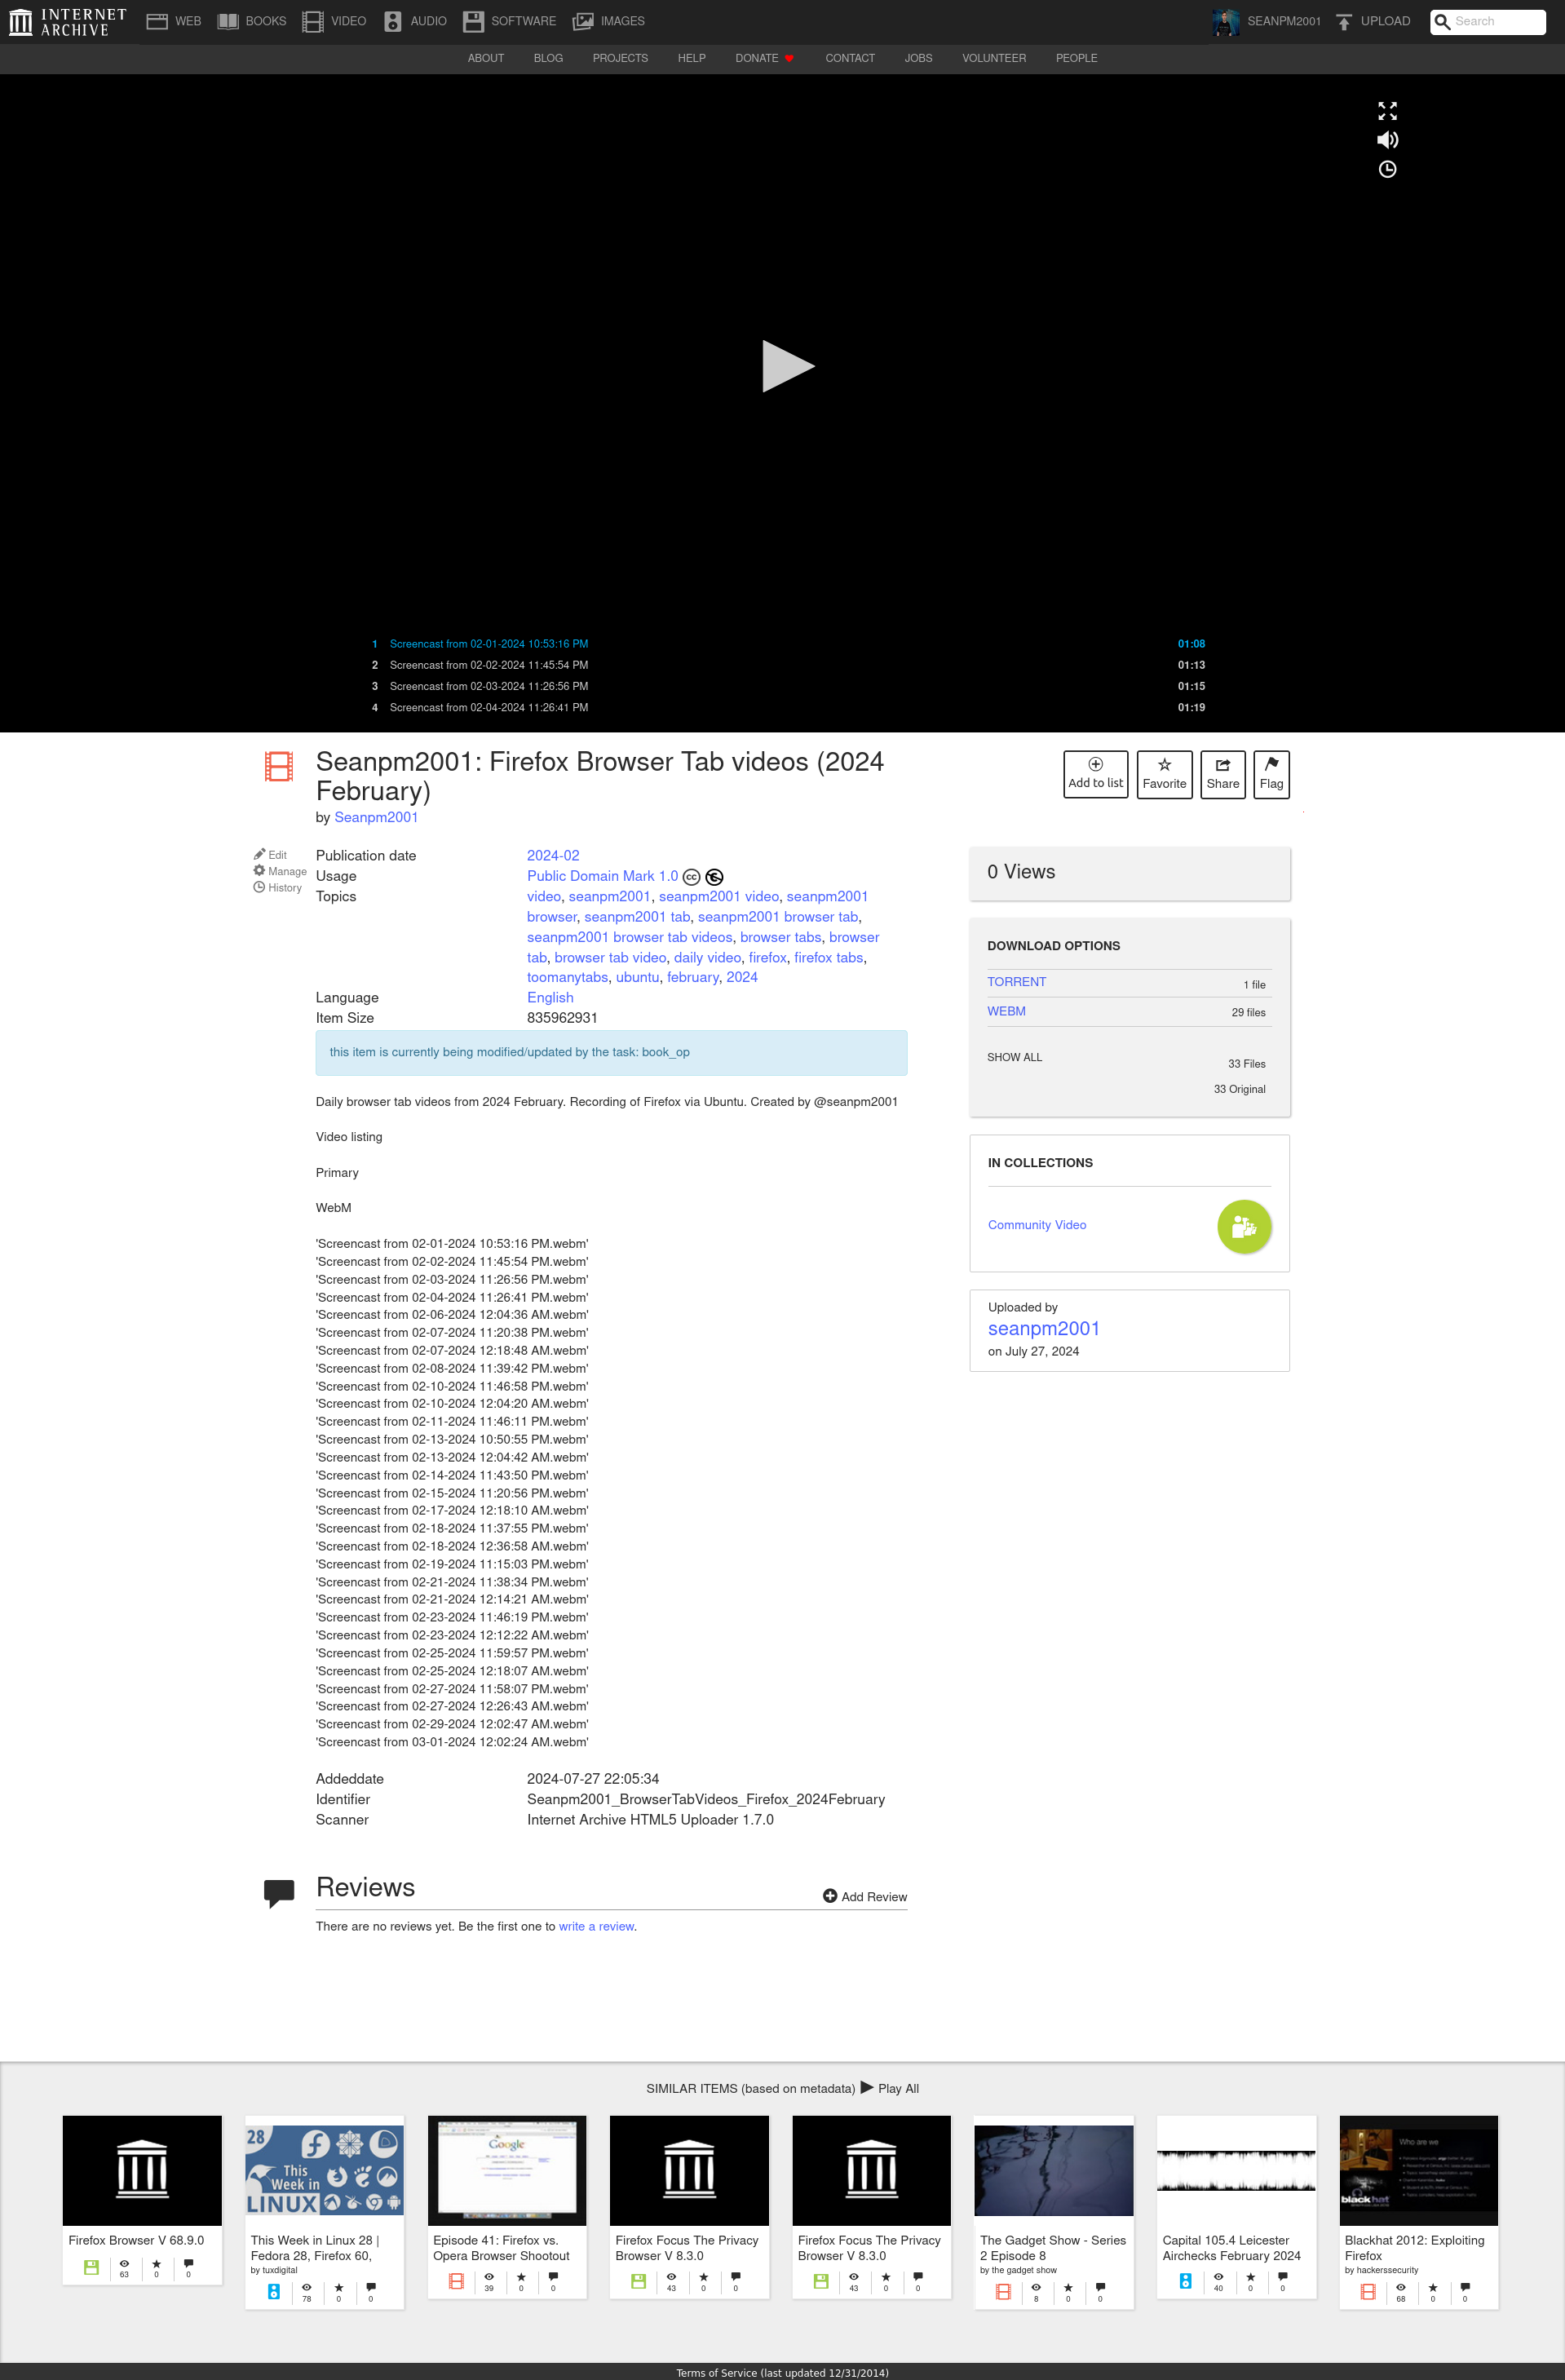 INTERNET ARCHIVE
WEB BOOKS VIDEO AUDIO SOFTWARE IMAGES SEANPM2001 UPLOAD Search
ABOUT BLOG PROJECTS HELP DONATE CONTACT JOBS VOLUNTEER PEOPLE
1 Screencast from 02-01-2024 10:53:16 PM 01:08
2 Screencast from 02-02-2024 11:45:54 PM 01:13
3 Screencast from 02-03-2024 11:26:56 PM 01:15
4 Screencast from 02-04-2024 11:26:41 PM 01:19
Seanpm2001: Firefox Browser Tab videos (2024
February)
by Seanpm2001
Add to list Favorite Share Flag
Edit
Manage
History
Publication date 2024-02
Usage Public Domain Mark 1.0
Topics video, seanpm2001, seanpm2001 video, seanpm2001
browser, seanpm2001 tab, seanpm2001 browser tab,
seanpm2001 browser tab videos, browser tabs, browser
tab, browser tab video, daily video, firefox, firefox tabs,
toomanytabs, ubuntu, february, 2024
Language English
Item Size 835962931
this item is currently being modified/updated by the task: book_op
Daily browser tab videos from 2024 February. Recording of Firefox via Ubuntu. Created by @seanpm2001
Video listing
Primary
WebM
'Screencast from 02-01-2024 10:53:16 PM.webm'
'Screencast from 02-02-2024 11:45:54 PM.webm'
'Screencast from 02-03-2024 11:26:56 PM.webm'
'Screencast from 02-04-2024 11:26:41 PM.webm'
'Screencast from 02-06-2024 12:04:36 AM.webm'
'Screencast from 02-07-2024 11:20:38 PM.webm'
'Screencast from 02-07-2024 12:18:48 AM.webm'
'Screencast from 02-08-2024 11:39:42 PM.webm'
'Screencast from 02-10-2024 11:46:58 PM.webm'
'Screencast from 02-10-2024 12:04:20 AM.webm'
'Screencast from 02-11-2024 11:46:11 PM.webm'
'Screencast from 02-13-2024 10:50:55 PM.webm'
'Screencast from 02-13-2024 12:04:42 AM.webm'
'Screencast from 02-14-2024 11:43:50 PM.webm'
'Screencast from 02-15-2024 11:20:56 PM.webm'
'Screencast from 02-17-2024 12:18:10 AM.webm'
'Screencast from 02-18-2024 11:37:55 PM.webm'
'Screencast from 02-18-2024 12:36:58 AM.webm'
'Screencast from 02-19-2024 11:15:03 PM.webm'
'Screencast from 02-21-2024 11:38:34 PM.webm'
'Screencast from 02-21-2024 12:14:21 AM.webm'
'Screencast from 02-23-2024 11:46:19 PM.webm'
'Screencast from 02-23-2024 12:12:22 AM.webm'
'Screencast from 02-25-2024 11:59:57 PM.webm'
'Screencast from 02-25-2024 12:18:07 AM.webm'
'Screencast from 02-27-2024 11:58:07 PM.webm'
'Screencast from 02-27-2024 12:26:43 AM.webm'
'Screencast from 02-29-2024 12:02:47 AM.webm'
'Screencast from 03-01-2024 12:02:24 AM.webm'
Addeddate 2024-07-27 22:05:34
Identifier Seanpm2001_BrowserTabVideos_Firefox_2024February
Scanner Internet Archive HTML5 Uploader 1.7.0
0 Views
DOWNLOAD OPTIONS
TORRENT 1 file
WEBM 29 files
SHOW ALL 33 Files
33 Original
IN COLLECTIONS
Community Video
Uploaded by
seanpm2001
on July 27, 2024
Reviews Add Review
There are no reviews yet. Be the first one to write a review.
SIMILAR ITEMS (based on metadata) Play All
Firefox Browser V 68.9.0
63 0 0
28
This Week in
LINUX
This Week in Linux 28 |
Fedora 28, Firefox 60,
by tuxdigital
78 0 0
Google
Episode 41: Firefox vs.
Opera Browser Shootout
39 0 0
Firefox Focus The Privacy
Browser V 8.3.0
43 0 0
Firefox Focus The Privacy
Browser V 8.3.0
43 0 0
The Gadget Show - Series
2 Episode 8
by the gadget show
8 0 0
Capital 105.4 Leicester
Airchecks February 2024
40 0 0
Who are we
blackhat
Blackhat 2012: Exploiting
Firefox
by hackerssecurity
68 0 0
Terms of Service (last updated 12/31/2014)